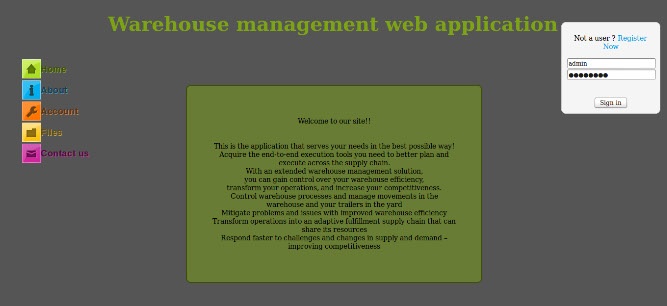 Warehouse management web application
Not a user ? Register
Now
admin
●●●●●●●●
Sign in
Home
About
Account
Files
Contact us
Welcome to our site!!
This is the application that serves your needs in the best possible way!
Acquire the end-to-end execution tools you need to better plan and
execute across the supply chain.
With an extended warehouse management solution,
you can gain control over your warehouse efficiency,
transform your operations, and increase your competitiveness.
Control warehouse processes and manage movements in the
warehouse and your trailers in the yard
Mitigate problems and issues with improved warehouse efficiency
Transform operations into an adaptive fulfillment supply chain that can
share its resources
Respond faster to challenges and changes in supply and demand –
improving competitiveness